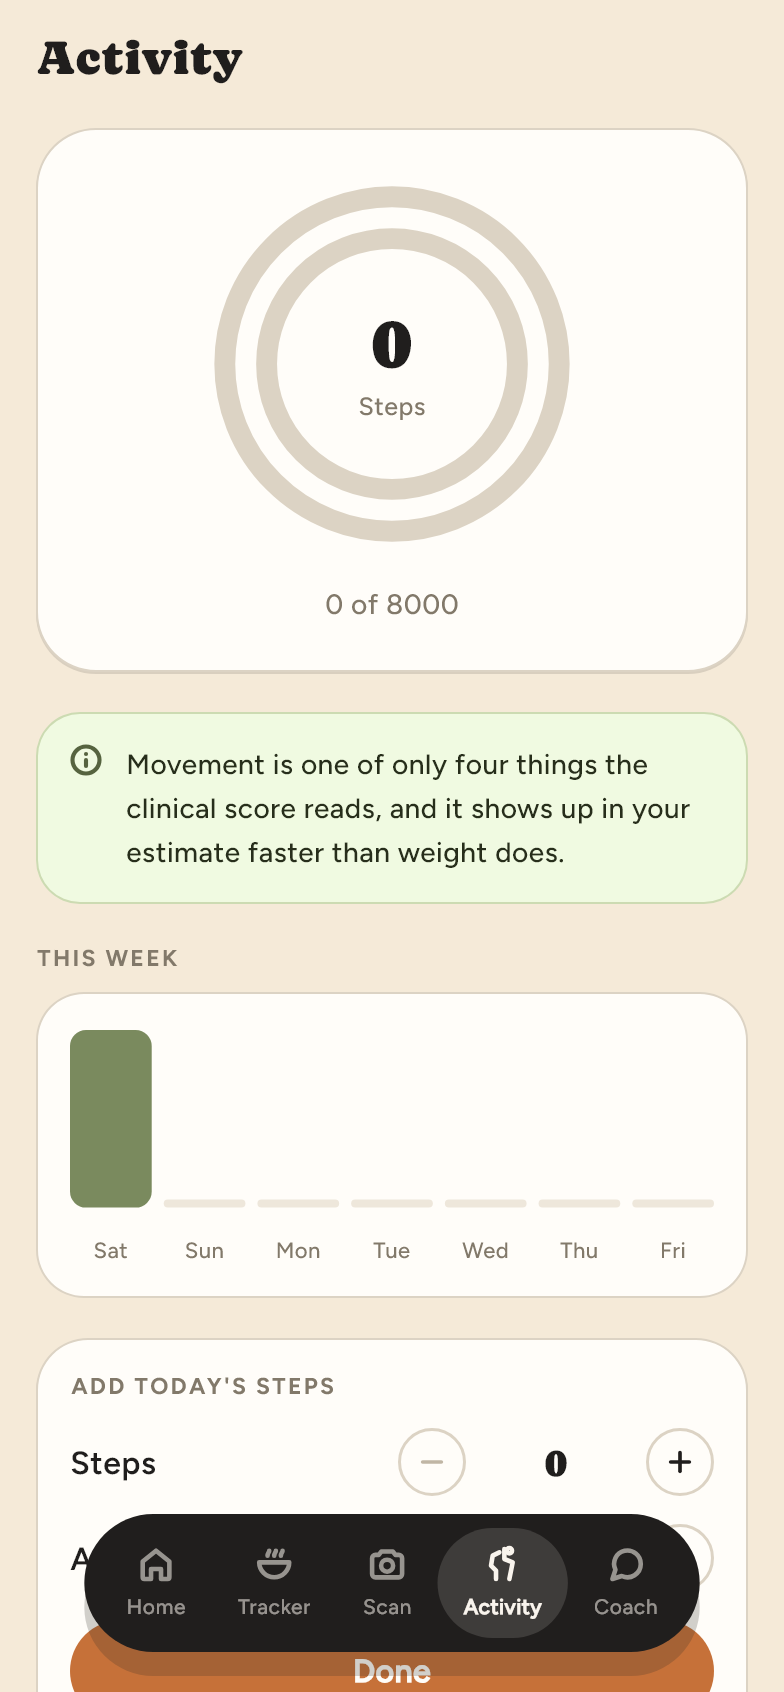 Activity
0
Steps
0 of 8000
Movement is one of only four things the
clinical score reads, and it shows up in your
estimate faster than weight does.
THIS WEEK
Sat Sun Mon Tue Wed Thu Fri
ADD TODAY'S STEPS
Steps 0
Home Tracker Scan Activity Coach
Done